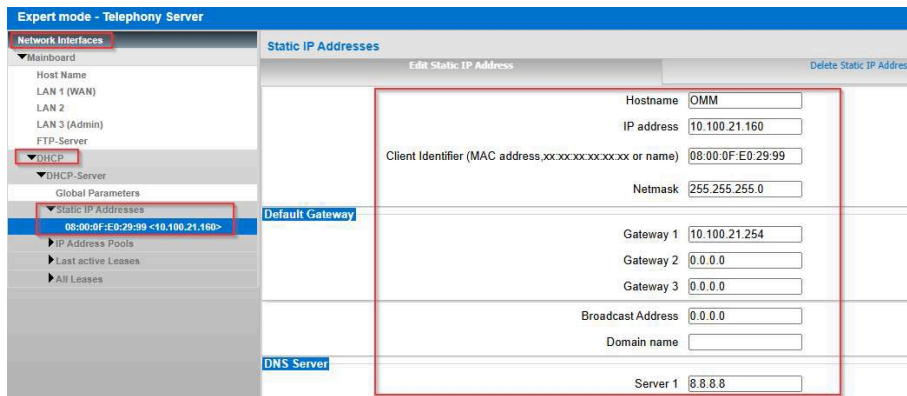 Expert mode - Telephony Server
Network Interfaces
Mainboard
Host Name
LAN 1 (WAN)
LAN 2
LAN 3 (Admin)
FTP-Server
DHCP
DHCP-Server
Global Parameters
Static IP Addresses
08:00:0F:E0:29:99 <10.100.21.160>
IP Address Pools
Last active Leases
All Leases
Static IP Addresses
Edit Static IP Address
Delete Static IP Addres
Hostname OMM
IP address 10.100.21.160
Client Identifier (MAC address,xx:xx:xx:xx:xx:xx or name) 08:00:0F:E0:29:99
Netmask 255.255.255.0
Default Gateway
Gateway 1 10.100.21.254
Gateway 2 0.0.0.0
Gateway 3 0.0.0.0
Broadcast Address 0.0.0.0
Domain name
DNS Server
Server 1 8.8.8.8